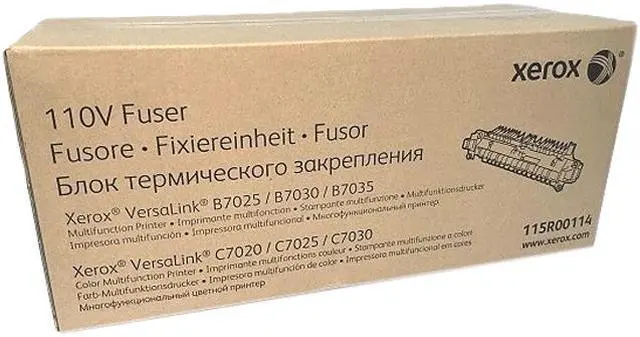 xerox
110V Fuser
Fusore • Fixiereinheit • Fusor
Блок термического закрепления
Xerox® VersaLink® B7025 / B7030 / B7035
Multifunction Printer • Imprimante multifonction • Stampante multifunzione • Multifunktionsdrucker
Impresora multifunción • Impressora multifuncional • Многофункциональный принтер
Xerox® VersaLink® C7020 / C7025 / C7030
Color Multifunction Printer • Imprimante multifonctions couleur • Stampante multifunzione a colori
Farb-Multifunktionsdrucker • Impresora multifunción de color • Impressora multifuncional em cores
Многофункциональный цветной принтер
115R00114
www.xerox.com